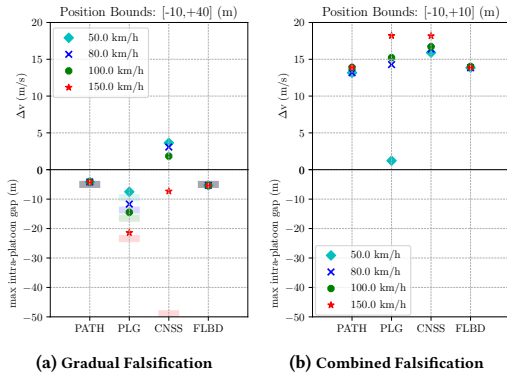 Position Bounds: [-10,+40] (m)
Δv (m/s)
max intra-platoon gap (m)
20
15
10
5
0
−10
−20
−30
−40
−50
50.0 km/h
80.0 km/h
100.0 km/h
150.0 km/h
PATH PLG CNSS FLBD
(a) Gradual Falsification
Position Bounds: [-10,+10] (m)
Δv (m/s)
max intra-platoon gap (m)
20
15
10
5
0
−10
−20
−30
−40
−50
50.0 km/h
80.0 km/h
100.0 km/h
150.0 km/h
PATH PLG CNSS FLBD
(b) Combined Falsification